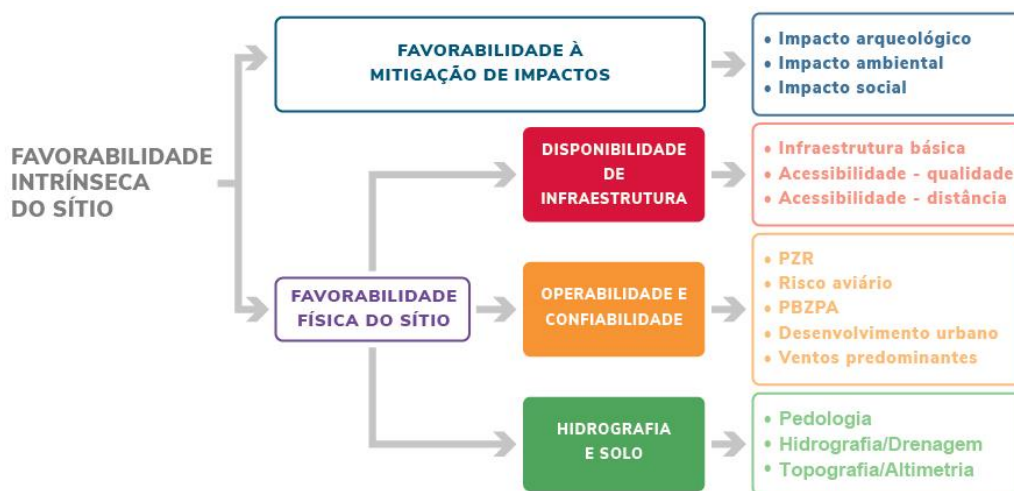 FAVORABILIDADE
INTRÍNSECA
DO SÍTIO
FAVORABILIDADE À
MITIGAÇÃO DE IMPACTOS
• Impacto arqueológico
• Impacto ambiental
• Impacto social
FAVORABILIDADE
FÍSICA DO SÍTIO
DISPONIBILIDADE
DE
INFRAESTRUTURA
• Infraestrutura básica
• Acessibilidade - qualidade
• Acessibilidade - distância
OPERABILIDADE E
CONFIABILIDADE
• PZR
• Risco aviário
• PBZPA
• Desenvolvimento urbano
• Ventos predominantes
HIDROGRAFIA
E SOLO
• Pedologia
• Hidrografia/Drenagem
• Topografia/Altimetria